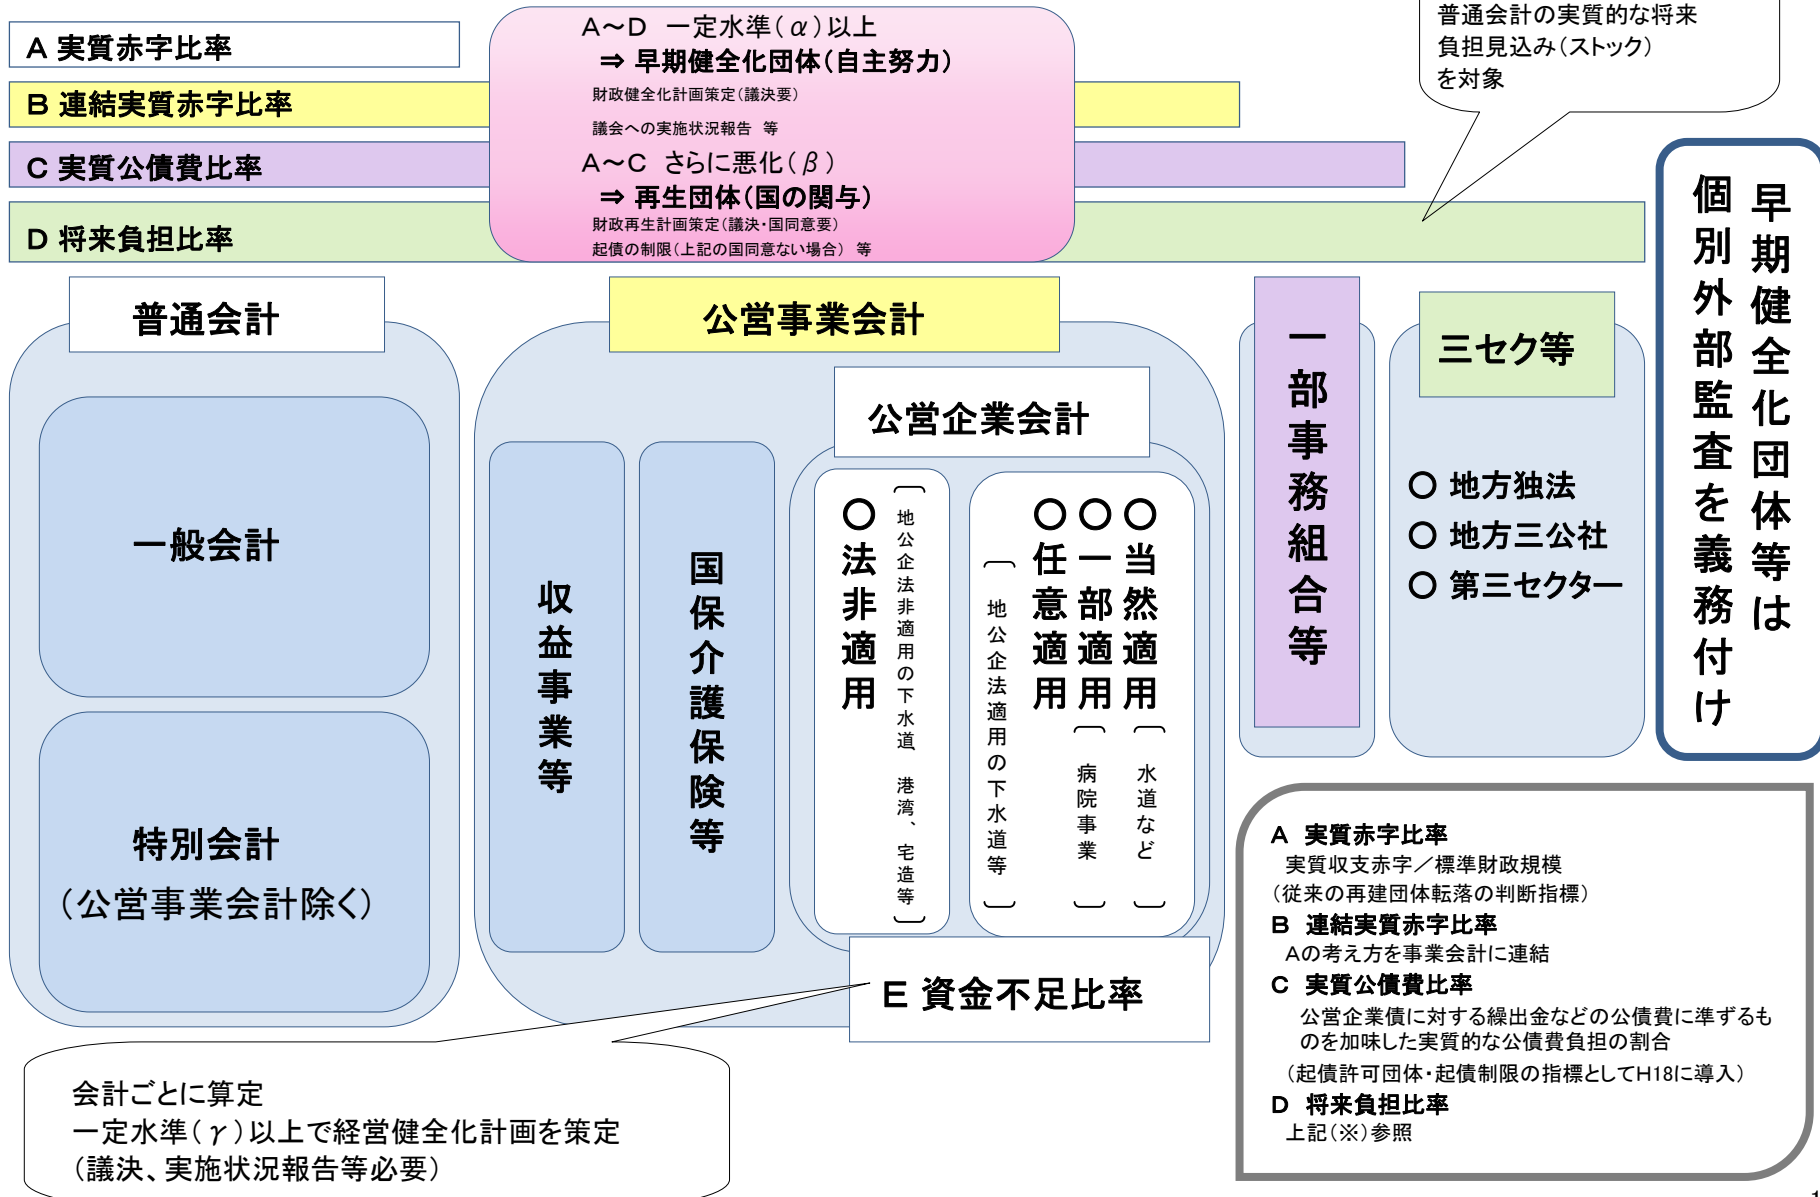 A 実質赤字比率
B 連結実質赤字比率
C 実質公債費比率
D 将来負担比率
A～D 一定水準(α)以上
⇒ 早期健全化団体(自主努力)
財政健全化計画策定(議決要)
議会への実施状況報告 等
A～C さらに悪化(β)
⇒ 再生団体(国の関与)
財政再生計画策定(議決・国同意要)
起債の制限(上記の国同意ない場合) 等
普通会計の実質的な将来
負担見込み(ストック)
を対象
早期健全化団体等は
個別外部監査を義務付け
普通会計
一般会計
特別会計
(公営事業会計除く)
公営事業会計
収益事業等
国保介護保険等
公営企業会計
○法非適用
〔地公企法非適用の下水道、港湾、宅造等〕
○当然適用
〔水道など〕
○一部適用
〔病院事業〕
○任意適用
〔地公企法適用の下水道等〕
E 資金不足比率
一部事務組合等
三セク等
○ 地方独法
○ 地方三公社
○ 第三セクター
会計ごとに算定
一定水準(γ)以上で経営健全化計画を策定
(議決、実施状況報告等必要)
A 実質赤字比率
実質収支赤字／標準財政規模
(従来の再建団体転落の判断指標)
B 連結実質赤字比率
Aの考え方を事業会計に連結
C 実質公債費比率
公営企業債に対する繰出金などの公債費に準ずるも
のを加味した実質的な公債費負担の割合
(起債許可団体・起債制限の指標としてH18に導入)
D 将来負担比率
上記(※)参照